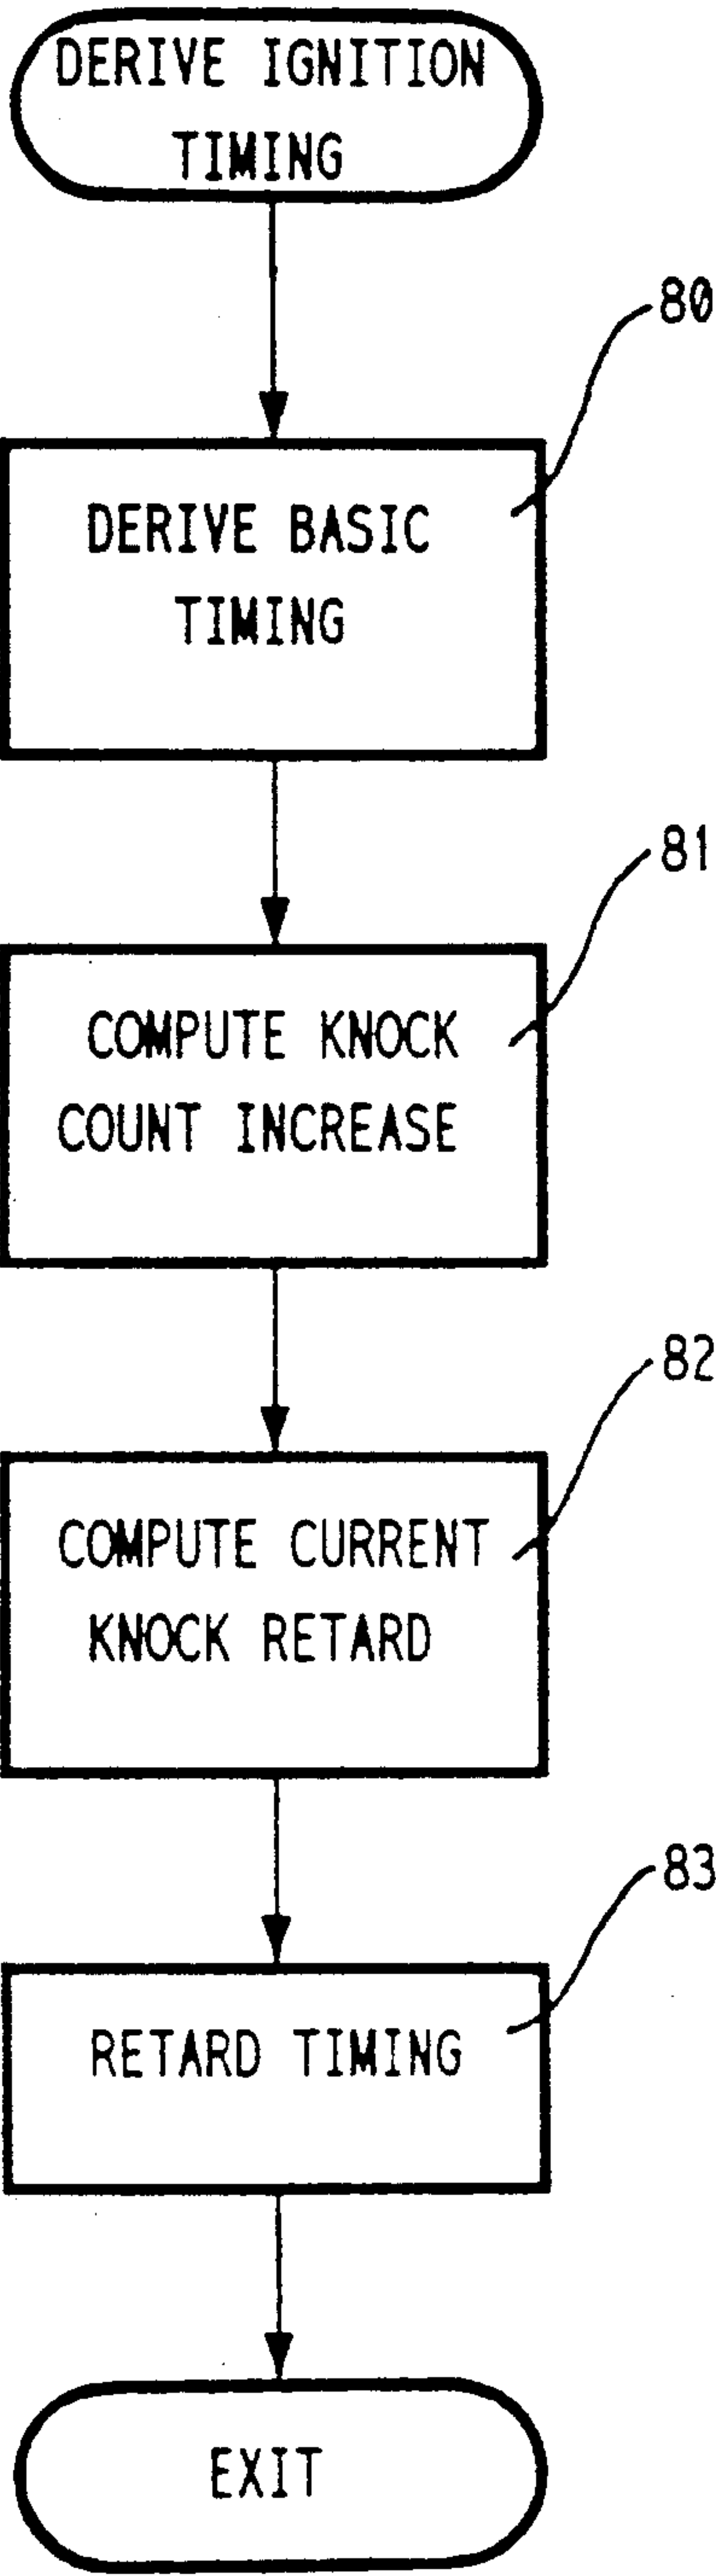 DERIVE IGNITION
TIMING
80
DERIVE BASIC
TIMING
81
COMPUTE KNOCK
COUNT INCREASE
82
COMPUTE CURRENT
KNOCK RETARD
83
RETARD TIMING
EXIT